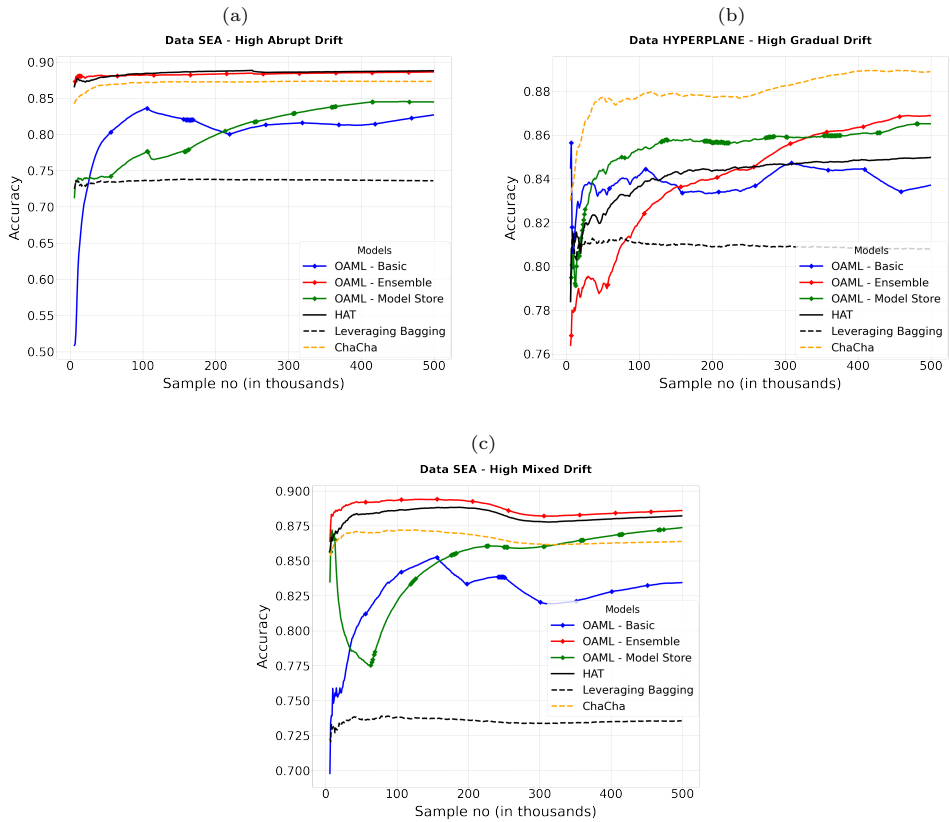 (a)
Data SEA - High Abrupt Drift
Accuracy
0.90
0.85
0.80
0.75
0.70
0.65
0.60
0.55
0.50
0
100
200
300
400
500
Sample no (in thousands)
Models
OAML - Basic
OAML - Ensemble
OAML - Model Store
HAT
Leveraging Bagging
ChaCha
(b)
Data HYPERPLANE - High Gradual Drift
Accuracy
0.88
0.86
0.84
0.82
0.80
0.78
0.76
0
100
200
300
400
500
Sample no (in thousands)
Models
OAML - Basic
OAML - Ensemble
OAML - Model Store
HAT
Leveraging Bagging
ChaCha
(c)
Data SEA - High Mixed Drift
Accuracy
0.900
0.875
0.850
0.825
0.800
0.775
0.750
0.725
0.700
0
100
200
300
400
500
Sample no (in thousands)
Models
OAML - Basic
OAML - Ensemble
OAML - Model Store
HAT
Leveraging Bagging
ChaCha